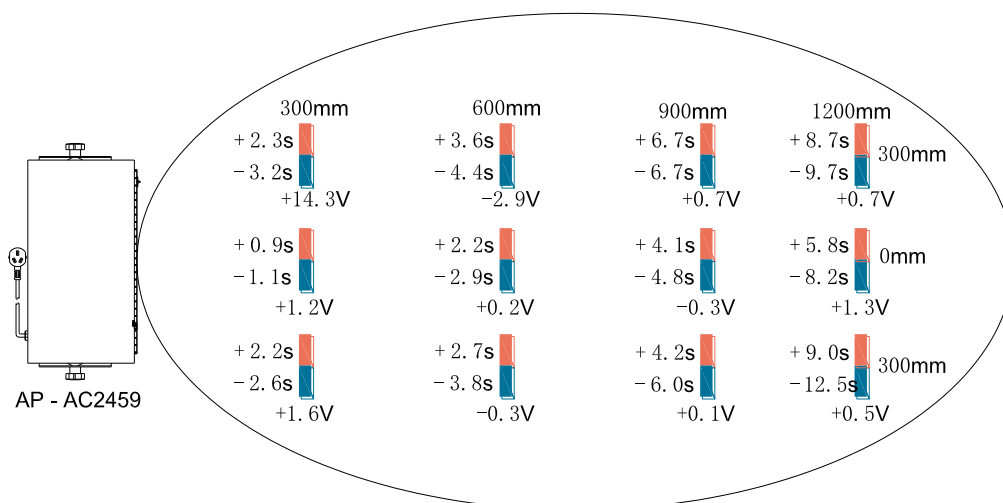 300mm 600mm 900mm 1200mm
+2.3s +3.6s +6.7s +8.7s
300mm
-3.2s -4.4s -6.7s -9.7s
+14.3V -2.9V +0.7V +0.7V
+0.9s +2.2s +4.1s +5.8s
0mm
-1.1s -2.9s -4.8s -8.2s
+1.2V +0.2V -0.3V +1.3V
+2.2s +2.7s +4.2s +9.0s
300mm
-2.6s -3.8s -6.0s -12.5s
AP - AC2459
+1.6V -0.3V +0.1V +0.5V